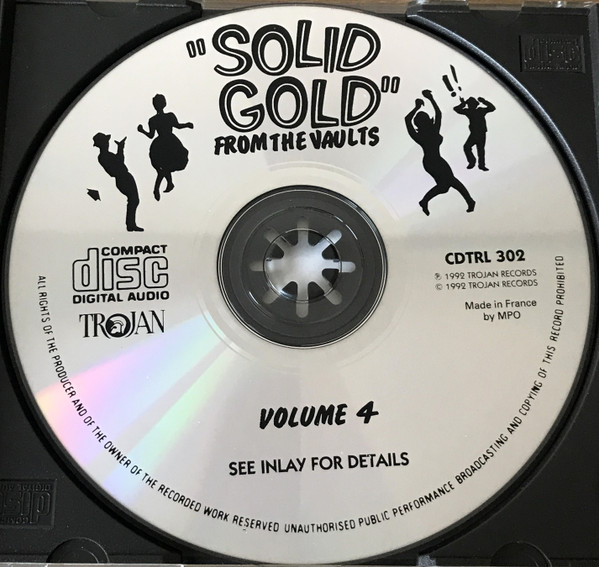 "SOLID
GOLD"
FROM THE VAULTS
!!
COMPACT
disc
DIGITAL AUDIO
TROJAN
CDTRL 302
℗ 1992 TROJAN RECORDS
© 1992 TROJAN RECORDS
Made in France
by MPO
VOLUME 4
SEE INLAY FOR DETAILS
ALL RIGHTS OF THE PRODUCER AND OF THE OWNER OF THE RECORDED WORK RESERVED UNAUTHORISED PUBLIC PERFORMANCE BROADCASTING AND COPYING OF THIS RECORD PROHIBITED